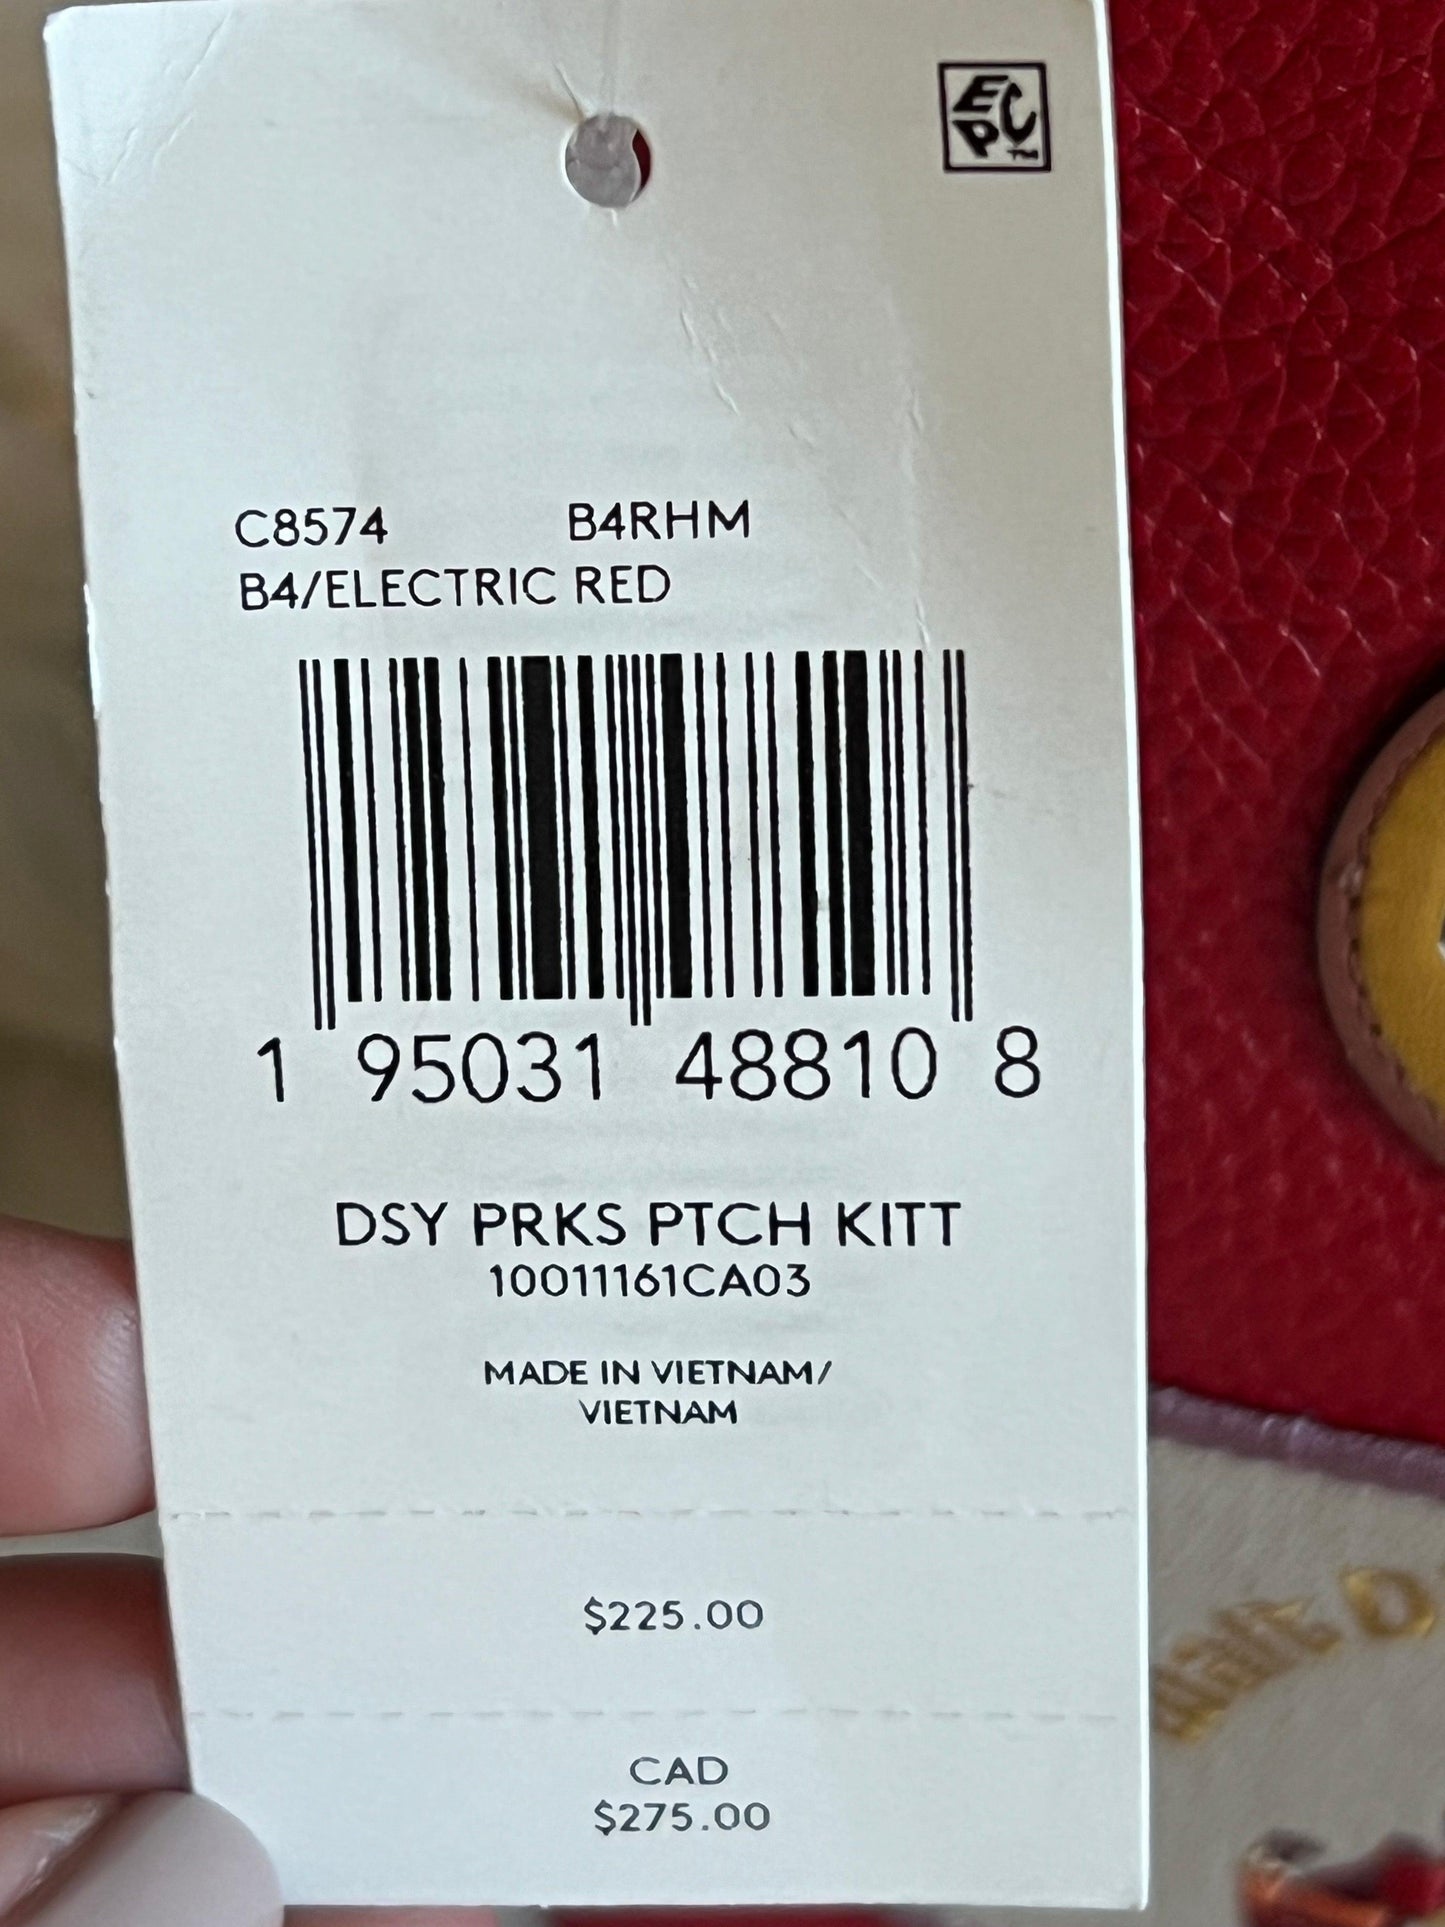 EPC™
C8574 B4RHM
B4/ELECTRIC RED
1 95031 48810 8
DSY PRKS PTCH KITT
10011161CA03
MADE IN VIETNAM/
VIETNAM
$225.00
CAD
$275.00